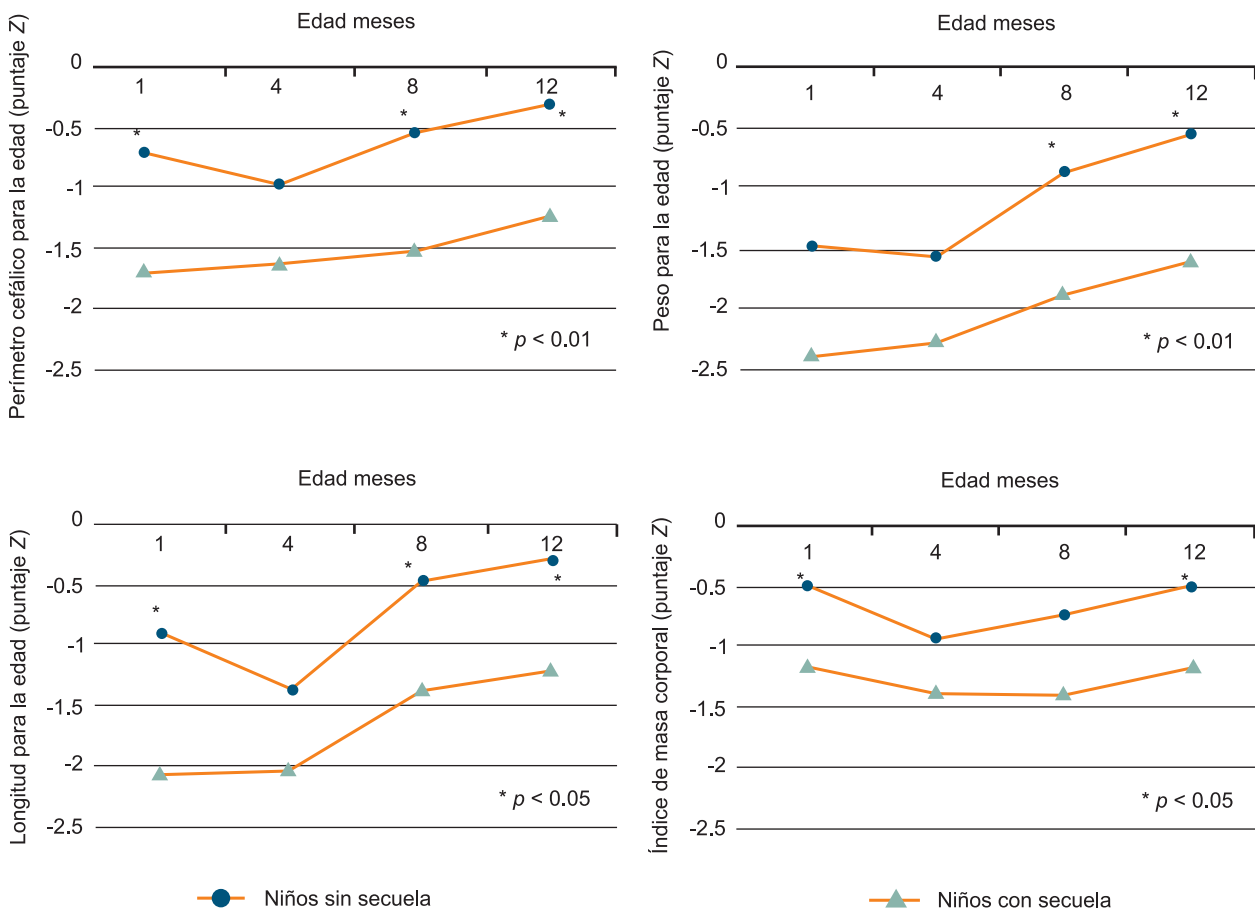 Edad meses
Perímetro cefálico para la edad (puntaje Z)
0
1 4 8 12
-0.5
-1
-1.5
-2
-2.5
*
*
*
* p < 0.01
Edad meses
Peso para la edad (puntaje Z)
0
1 4 8 12
-0.5
-1
-1.5
-2
-2.5
*
*
* p < 0.01
Edad meses
Longitud para la edad (puntaje Z)
0
1 4 8 12
-0.5
-1
-1.5
-2
-2.5
*
*
*
* p < 0.05
Edad meses
Índice de masa corporal (puntaje Z)
0
1 4 8 12
-0.5
-1
-1.5
-2
-2.5
*
*
* p < 0.05
Niños sin secuela
Niños con secuela